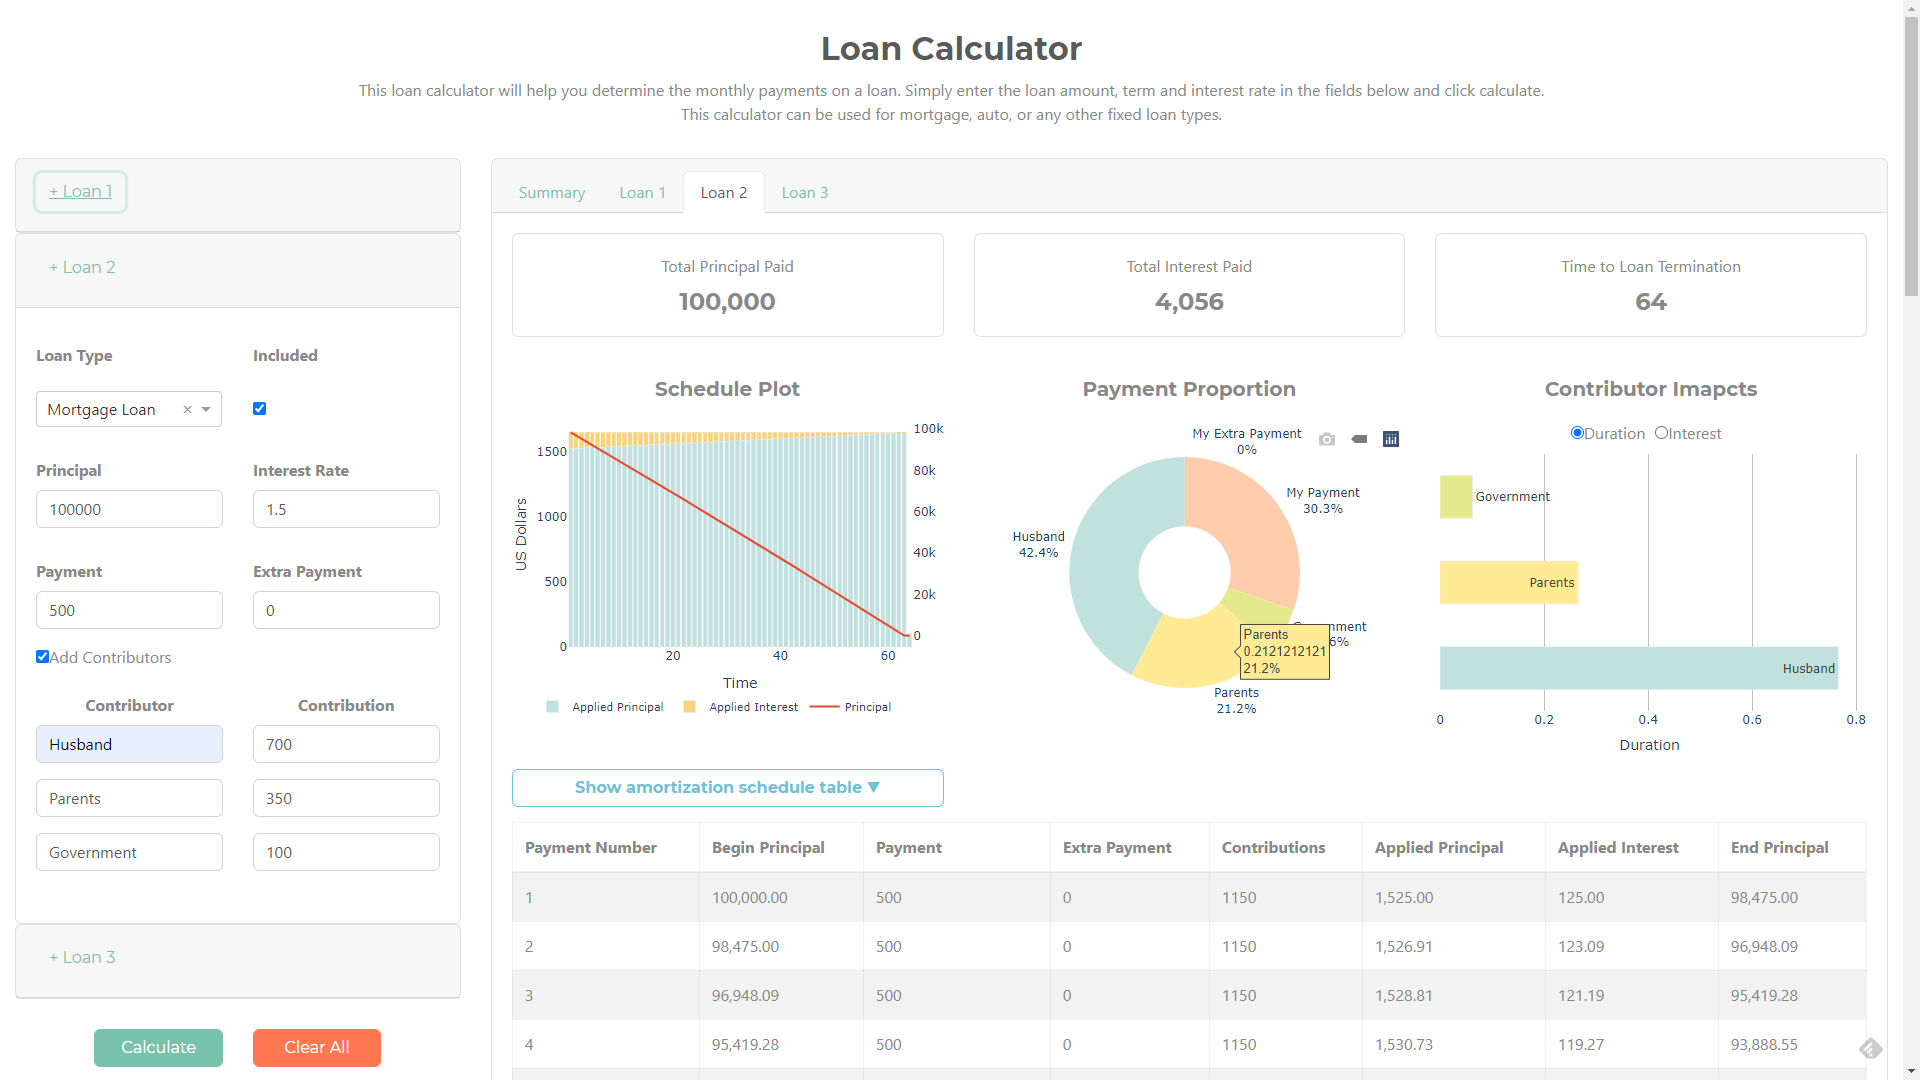 Loan Calculator
This loan calculator will help you determine the monthly payments on a loan. Simply enter the loan amount, term and interest rate in the fields below and click calculate.
This calculator can be used for mortgage, auto, or any other fixed loan types.
+ Loan 1
+ Loan 2
Loan Type
Included
Mortgage Loan
Principal
Interest Rate
100000
1.5
Payment
Extra Payment
500
0
Add Contributors
Contributor
Contribution
Husband
700
Parents
350
Government
100
+ Loan 3
Calculate
Clear All
Summary
Loan 1
Loan 2
Loan 3
Total Principal Paid
100,000
Total Interest Paid
4,056
Time to Loan Termination
64
Schedule Plot
1500
1000
500
0
US Dollars
100k
80k
60k
40k
20k
0
20
40
60
Time
Applied Principal
Applied Interest
Principal
Payment Proportion
My Extra Payment
0%
My Payment
30.3%
Husband
42.4%
nment
6%
Parents
0.2121212121
21.2%
Parents
21.2%
Contributor Imapcts
Duration
Interest
Government
Parents
Husband
0
0.2
0.4
0.6
0.8
Duration
Show amortization schedule table ▼
Payment Number Begin Principal Payment Extra Payment Contributions Applied Principal Applied Interest End Principal
1 100,000.00 500 0 1150 1,525.00 125.00 98,475.00
2 98,475.00 500 0 1150 1,526.91 123.09 96,948.09
3 96,948.09 500 0 1150 1,528.81 121.19 95,419.28
4 95,419.28 500 0 1150 1,530.73 119.27 93,888.55